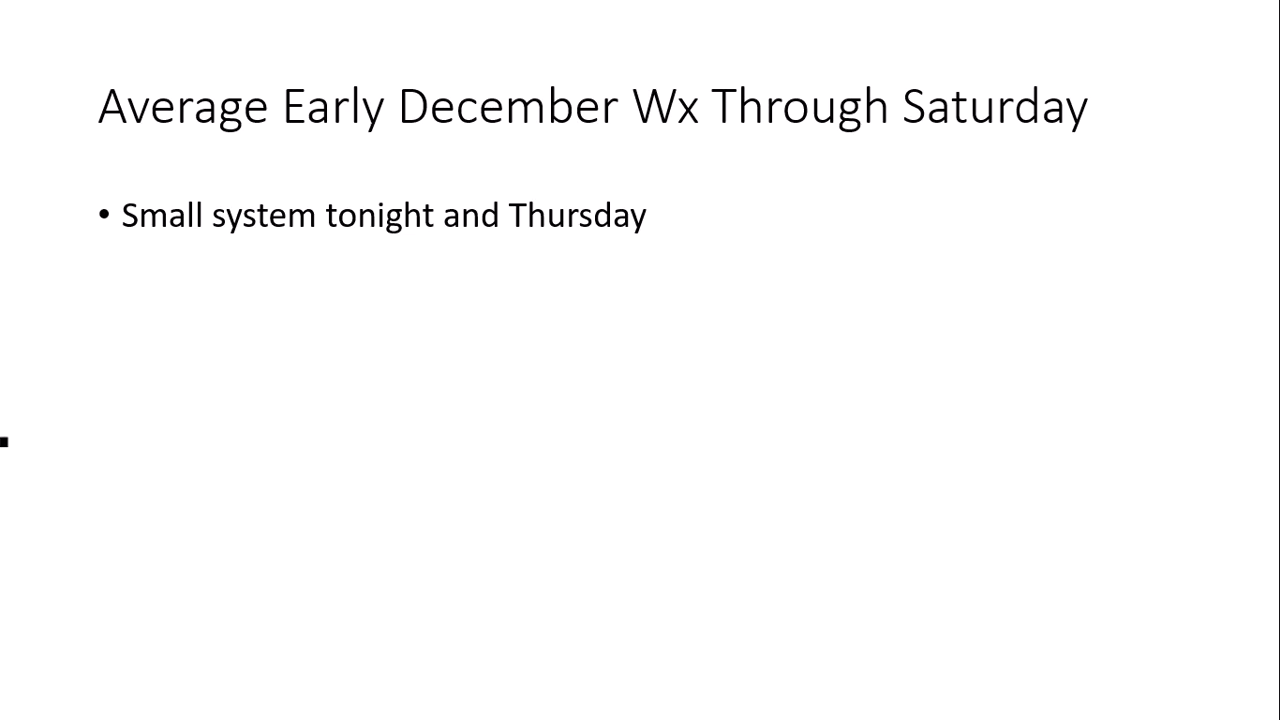 Average Early December Wx Through Saturday
• Small system tonight and Thursday